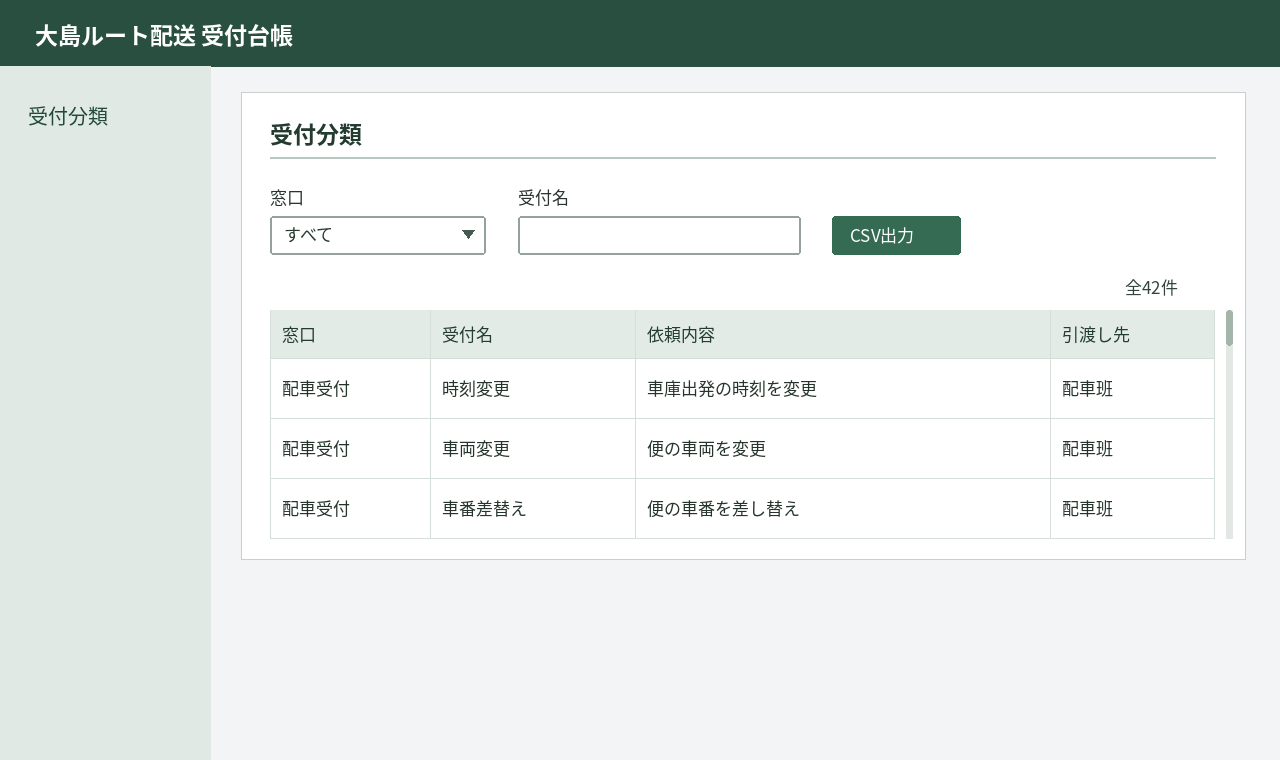 大島ルート配送 受付台帳
受付分類
受付分類
窓口 受付名
すべて CSV出力
全42件
窓口 受付名 依頼内容 引渡し先
配車受付 時刻変更 車庫出発の時刻を変更 配車班
配車受付 車両変更 便の車両を変更 配車班
配車受付 車番差替え 便の車番を差し替え 配車班